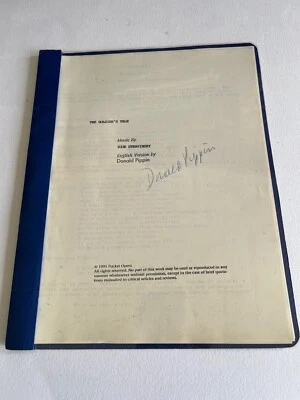 THE SOLDIER'S TALE
Music By
IGOR STRAVINSKY
English Version by
Donald Pippin
Donald Pippin
© 1993 Pocket Opera.
All rights reserved. No part of this work may be used or reproduced in any
manner whatsoever without permission, except in the case of brief quota-
tions embodied in critical articles and reviews.